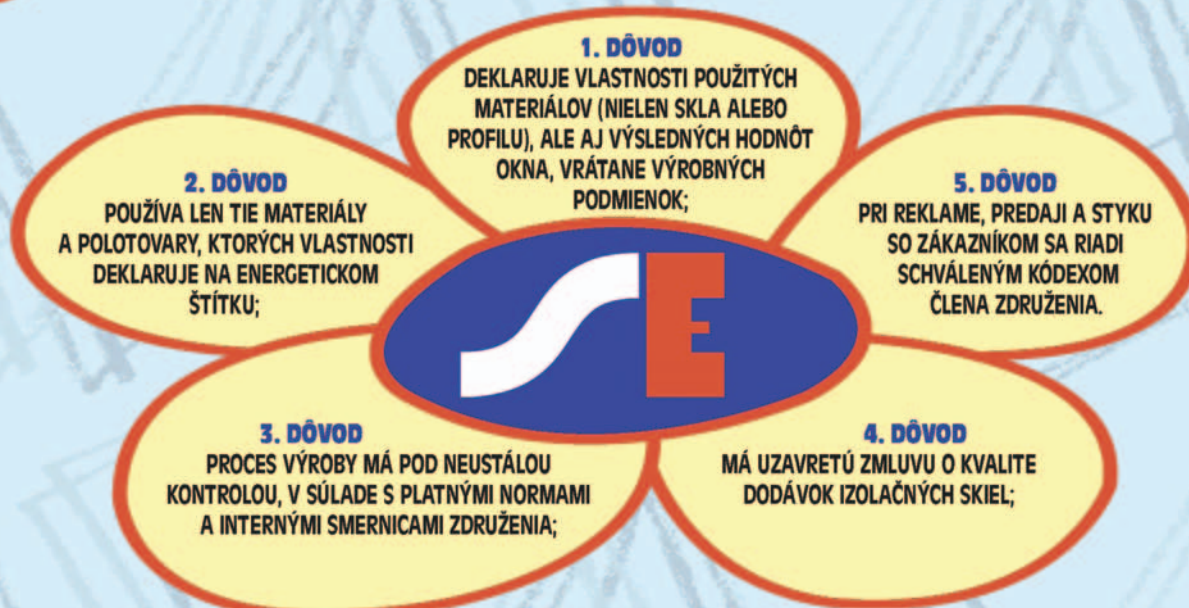 1. DÔVOD
DEKLARUJE VLASTNOSTI POUŽITÝCH
MATERIÁLOV (NIELEN SKLA ALEBO
PROFILU), ALE AJ VÝSLEDNÝCH HODNÔT
OKNA, VRÁTANE VÝROBNÝCH
PODMIENOK;
2. DÔVOD
POUŽÍVA LEN TIE MATERIÁLY
A POLOTOVARY, KTORÝCH VLASTNOSTI
DEKLARUJE NA ENERGETICKOM
ŠTÍTKU;
3. DÔVOD
PROCES VÝROBY MÁ POD NEUSTÁLOU
KONTROLOU, V SÚLADE S PLATNÝMI NORMAMI
A INTERNÝMI SMERNICAMI ZDRUŽENIA;
4. DÔVOD
MÁ UZAVRETÚ ZMLUVU O KVALITE
DODÁVOK IZOLAČNÝCH SKIEL;
5. DÔVOD
PRI REKLAME, PREDAJI A STYKU
SO ZÁKAZNÍKOM SA RIADI
SCHVÁLENÝM KÓDEXOM
ČLENA ZDRUŽENIA.
SE